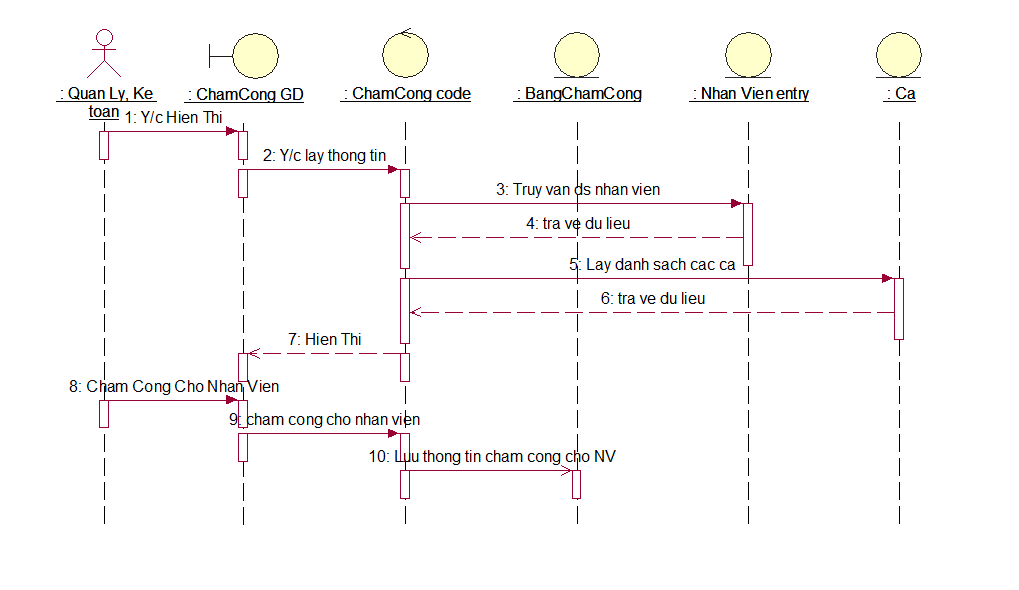 : Quan Ly, Ke toan
: ChamCong GD
: ChamCong code
: BangChamCong
: Nhan Vien entry
: Ca
1: Y/c Hien Thi
2: Y/c lay thong tin
3: Truy van ds nhan vien
4: tra ve du lieu
5: Lay danh sach cac ca
6: tra ve du lieu
7: Hien Thi
8: Cham Cong Cho Nhan Vien
9: cham cong cho nhan vien
10: Luu thong tin cham cong cho NV